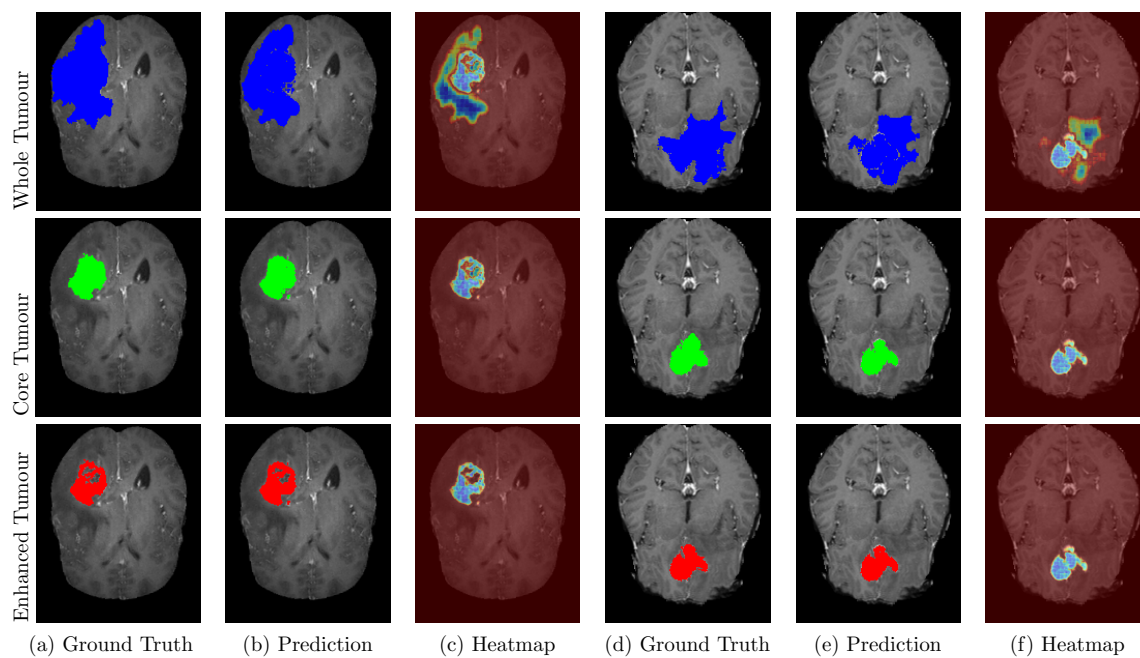 Whole Tumour
Core Tumour
Enhanced Tumour
(a) Ground Truth
(b) Prediction
(c) Heatmap
(d) Ground Truth
(e) Prediction
(f) Heatmap